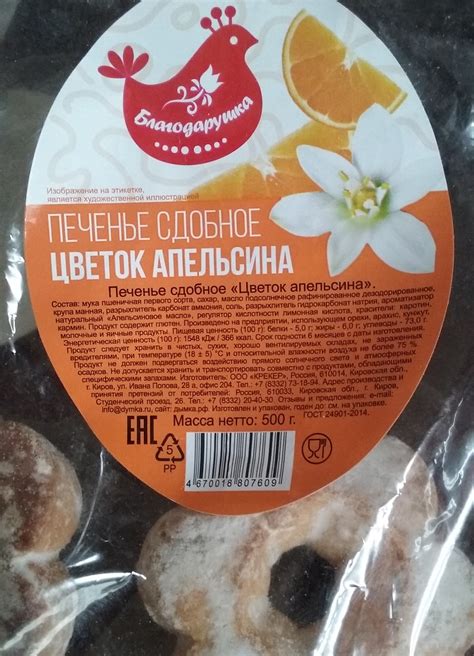 Благодарушка
Изображение на этикетке,
является художественной иллюстрацией
ПЕЧЕНЬЕ СДОБНОЕ
ЦВЕТОК АПЕЛЬСИНА
Печенье сдобное «Цветок апельсина».
Состав: мука пшеничная первого сорта, сахар, масло подсолнечное рафинированное дезодорированное,
крупа манная, разрыхлитель карбонат аммония, соль, разрыхлитель гидрокарбонат натрия, ароматизатор
натуральный «Апельсиновое масло», регулятор кислотности лимонная кислота, красители: каротин,
кармин. Продукт содержит глютен. Произведено на предприятии, использующем орехи, арахис, кунжут,
молочные и яичные продукты. Пищевая ценность (100 г): белки - 5,0 г; жиры - 6,0 г; углеводы - 73,0 г.
Энергетическая ценность (100 г): 1548 кДж / 366 ккал. Срок годности 6 месяцев с даты изготовления.
Продукт следует хранить в чистых, сухих, хорошо вентилируемых складах, не зараженных
вредителями, при температуре (18 ± 5) °С и относительной влажности воздуха не более 75 %.
Продукт не должен подвергаться воздействию прямого солнечного света и атмосферных
осадков. Не допускается хранить и транспортировать совместно с продуктами, обладающими
специфическими запахами. Изготовитель: ООО «КРЕКЕР», Россия, 610014, Кировская обл.,
г. Киров, ул. Ивана Попова, 28 а, офис 204. Тел.: +7 (8332) 73-18-94. Адрес производства и
принятия претензий от потребителей: Россия, 610033, Кировская обл., г. Киров,
Студенческий проезд, 26, тел: +7 (8332) 20-40-30. Отзывы и предложения: e-mail:
info@dymka.ru, сайт: дымка.рф. Изготовлен и упакован, годен до: см. на упаковке.
ГОСТ 24901-2014.
Масса нетто: 500 г.
EAC
5
PP
4 670018 807609